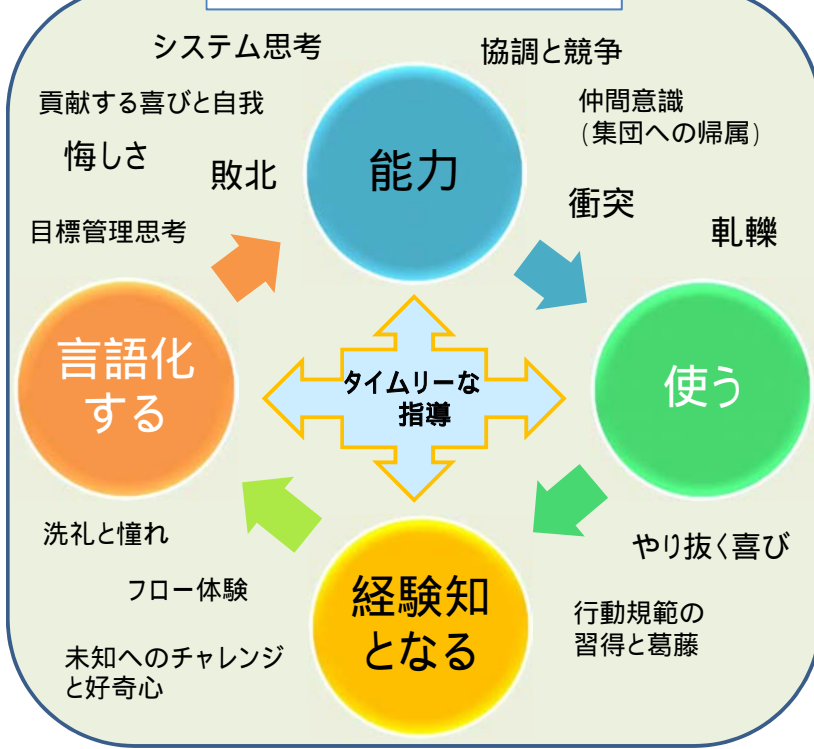 システム思考
協調と競争
貢献する喜びと自我
仲間意識
(集団への帰属)
悔しさ
敗北
能力
衝突
軋轢
目標管理思考
言語化
する
タイムリーな
指導
使う
洗礼と憧れ
やり抜く喜び
フロー体験
経験知
となる
行動規範の
習得と葛藤
未知へのチャレンジ
と好奇心